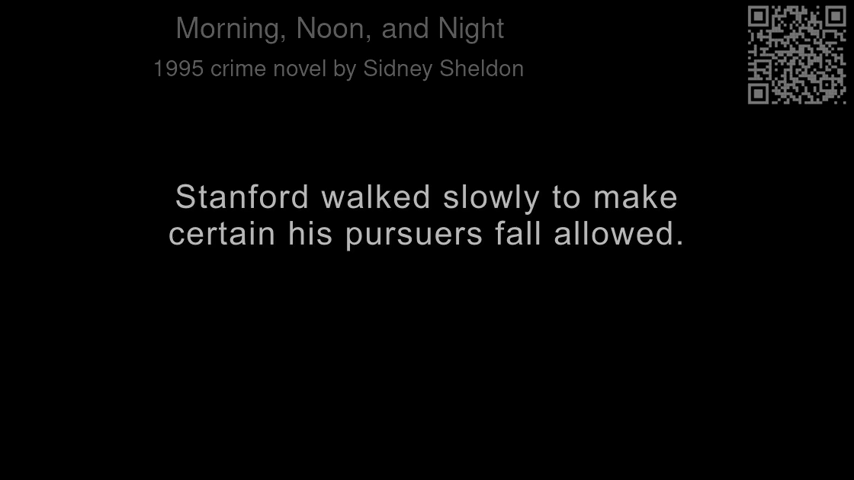 Morning, Noon, and Night
1995 crime novel by Sidney Sheldon
Stanford walked slowly to make
certain his pursuers fall allowed.